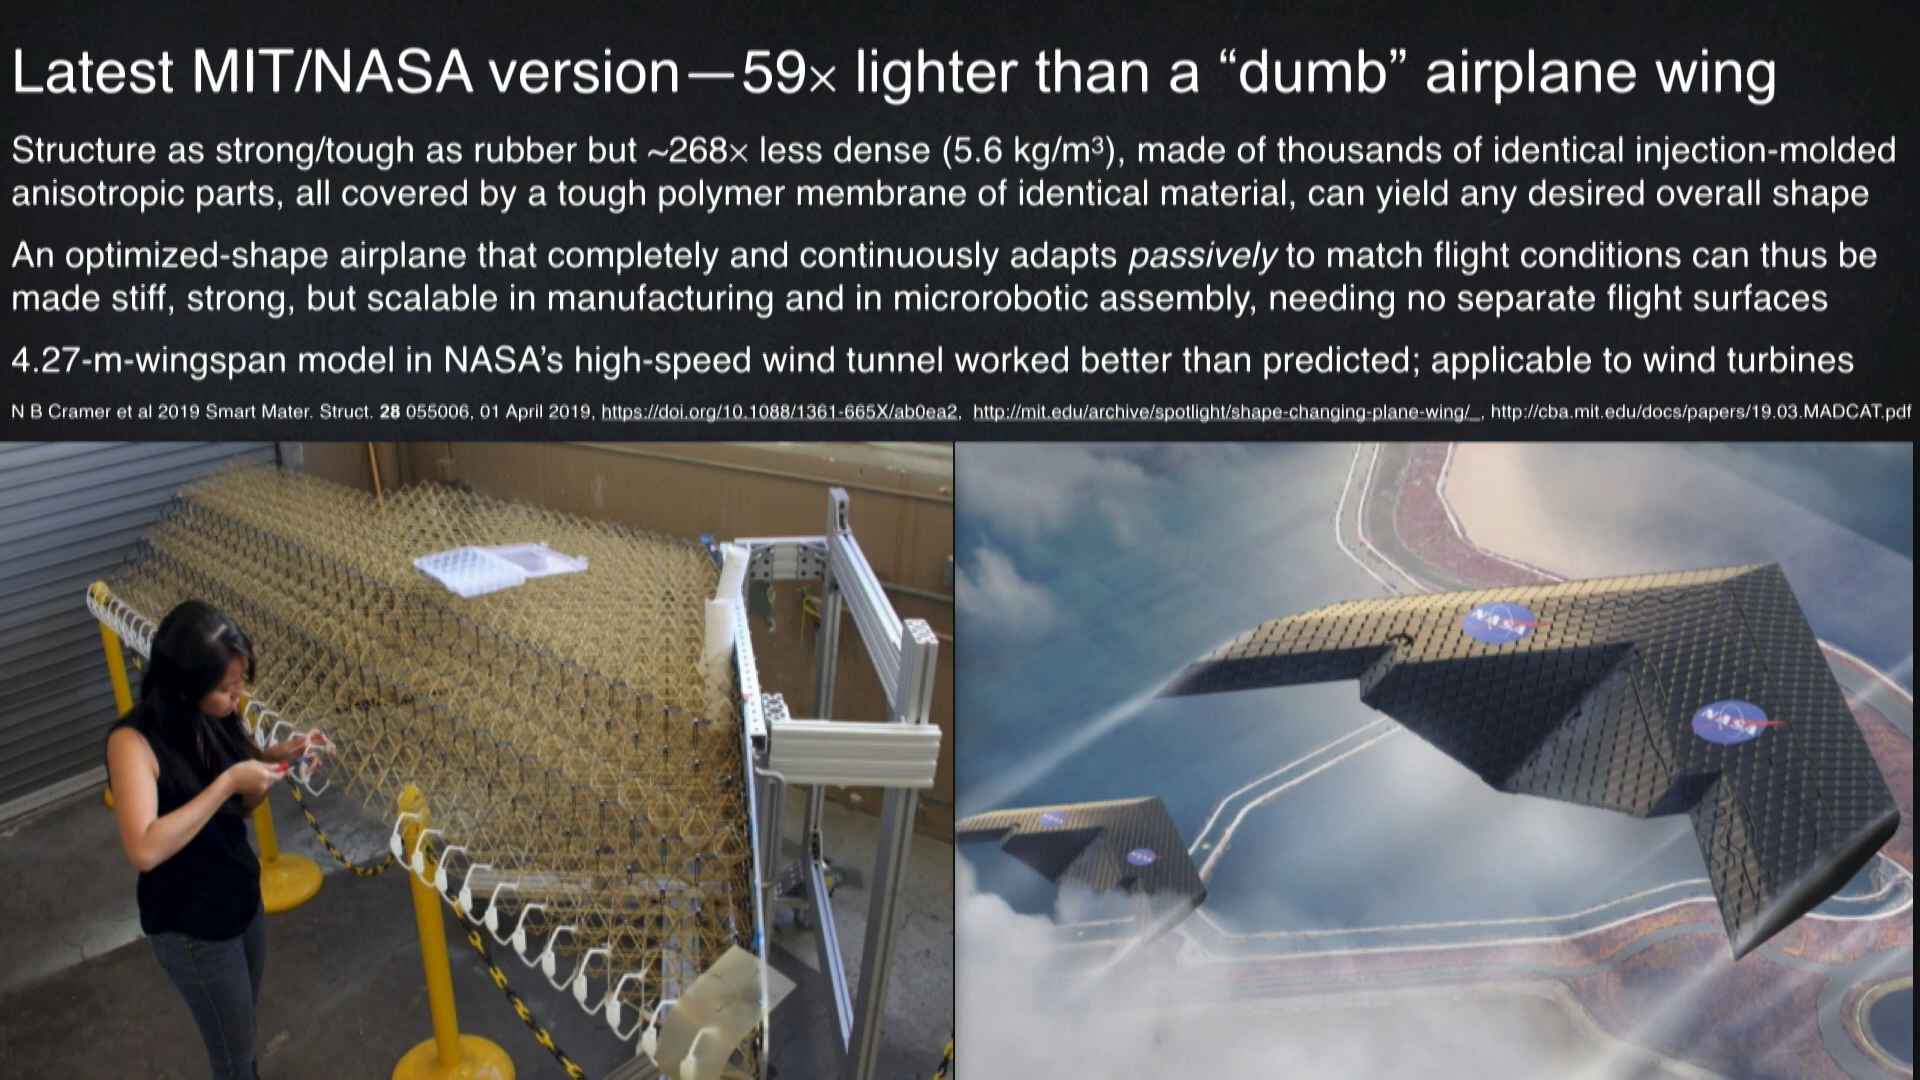 Latest MIT/NASA version—59× lighter than a “dumb” airplane wing
Structure as strong/tough as rubber but ~268× less dense (5.6 kg/m³), made of thousands of identical injection-molded
anisotropic parts, all covered by a tough polymer membrane of identical material, can yield any desired overall shape
An optimized-shape airplane that completely and continuously adapts passively to match flight conditions can thus be
made stiff, strong, but scalable in manufacturing and in microrobotic assembly, needing no separate flight surfaces
4.27-m-wingspan model in NASA’s high-speed wind tunnel worked better than predicted; applicable to wind turbines
N B Cramer et al 2019 Smart Mater. Struct. 28 055006, 01 April 2019, https://doi.org/10.1088/1361-665X/ab0ea2, http://mit.edu/archive/spotlight/shape-changing-plane-wing/ , http://cba.mit.edu/docs/papers/19.03.MADCAT.pdf
NASA
NASA
NASA
NASA